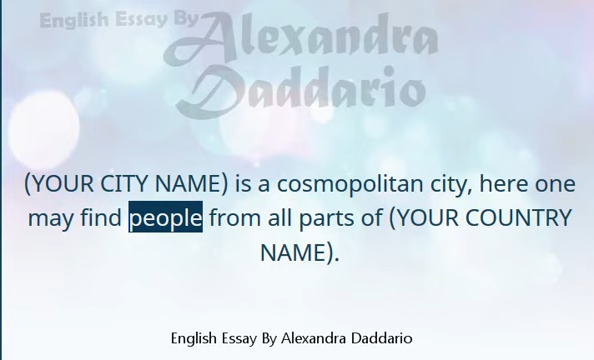 English Essay By
Alexandra
Daddario
(YOUR CITY NAME) is a cosmopolitan city, here one
may find people from all parts of (YOUR COUNTRY
NAME).
English Essay By Alexandra Daddario